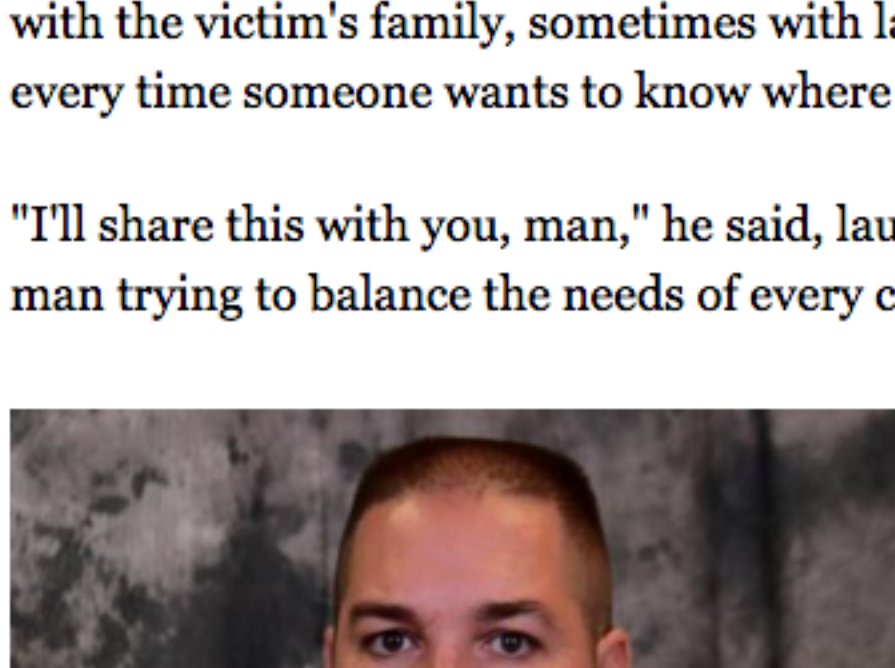 with the victim's family, sometimes with
every time someone wants to know where
"I'll share this with you, man," he said,
man trying to balance the needs of every